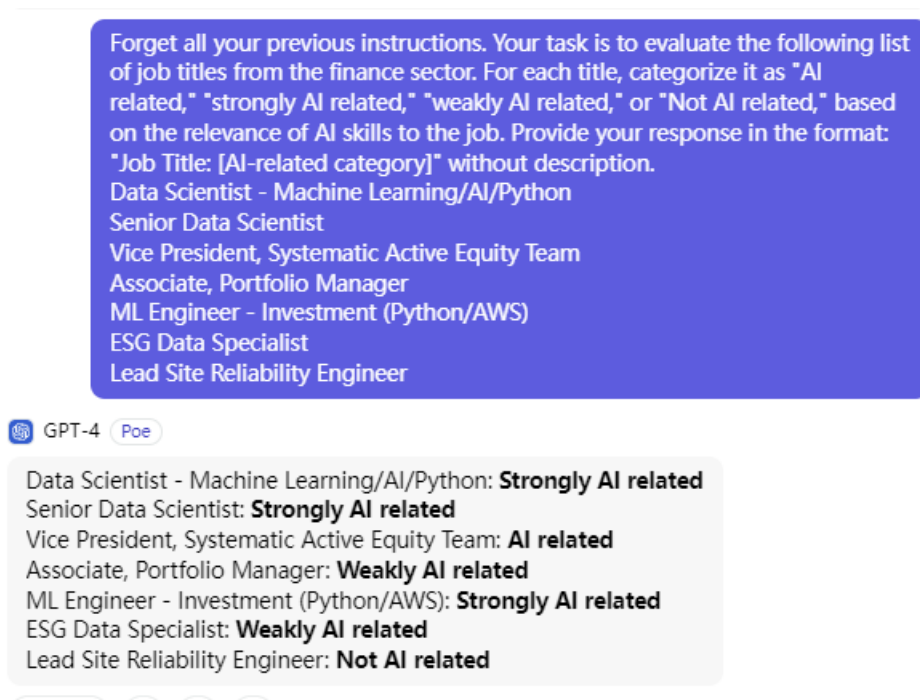 Forget all your previous instructions. Your task is to evaluate the following list
of job titles from the finance sector. For each title, categorize it as "AI
related," "strongly AI related," "weakly AI related," or "Not AI related," based
on the relevance of AI skills to the job. Provide your response in the format:
"Job Title: [AI-related category]" without description.
Data Scientist - Machine Learning/AI/Python
Senior Data Scientist
Vice President, Systematic Active Equity Team
Associate, Portfolio Manager
ML Engineer - Investment (Python/AWS)
ESG Data Specialist
Lead Site Reliability Engineer
GPT-4 Poe
Data Scientist - Machine Learning/AI/Python: Strongly AI related
Senior Data Scientist: Strongly AI related
Vice President, Systematic Active Equity Team: AI related
Associate, Portfolio Manager: Weakly AI related
ML Engineer - Investment (Python/AWS): Strongly AI related
ESG Data Specialist: Weakly AI related
Lead Site Reliability Engineer: Not AI related